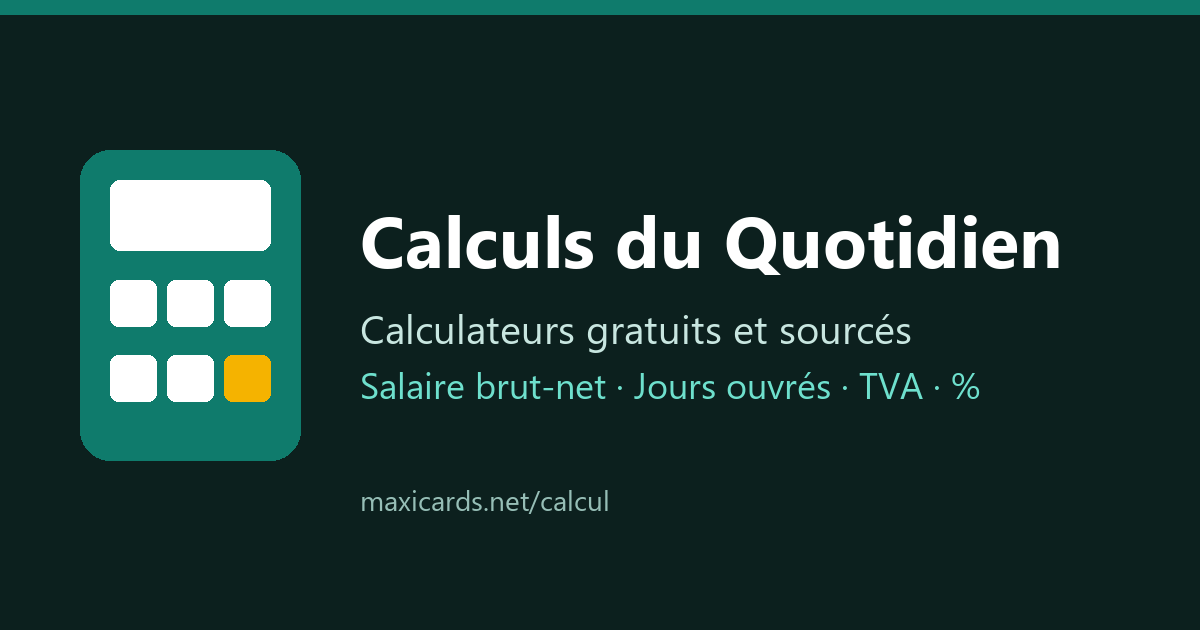 Calculs du Quotidien
Calculateurs gratuits et sourcés
Salaire brut-net · Jours ouvrés · TVA · %
maxicards.net/calcul